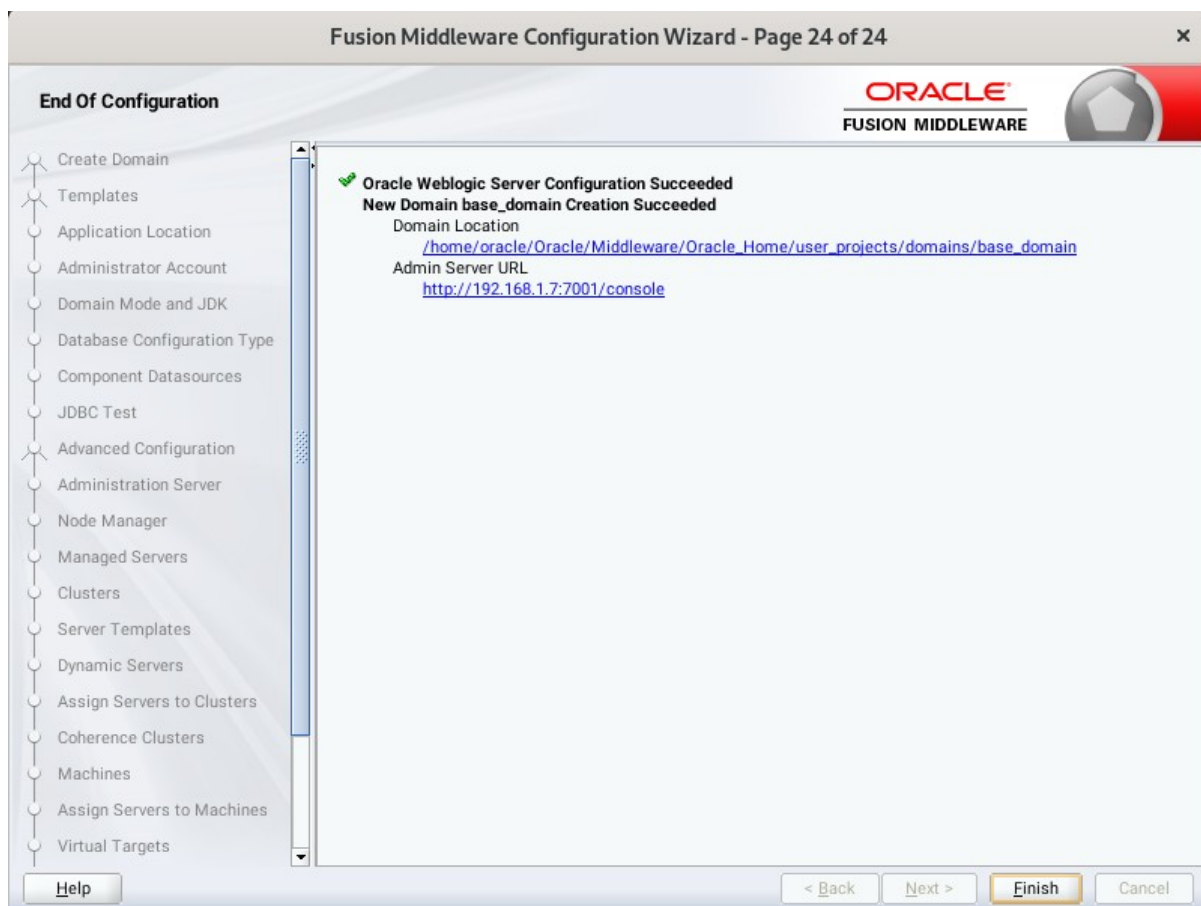 Fusion Middleware Configuration Wizard - Page 24 of 24
End Of Configuration
ORACLE
FUSION MIDDLEWARE
Create Domain
Templates
Application Location
Administrator Account
Domain Mode and JDK
Database Configuration Type
Component Datasources
JDBC Test
Advanced Configuration
Administration Server
Node Manager
Managed Servers
Clusters
Server Templates
Dynamic Servers
Assign Servers to Clusters
Coherence Clusters
Machines
Assign Servers to Machines
Virtual Targets
Oracle Weblogic Server Configuration Succeeded
New Domain base_domain Creation Succeeded
Domain Location
/home/oracle/Oracle/Middleware/Oracle_Home/user_projects/domains/base_domain
Admin Server URL
http://192.168.1.7:7001/console
Help
< Back
Next >
Finish
Cancel